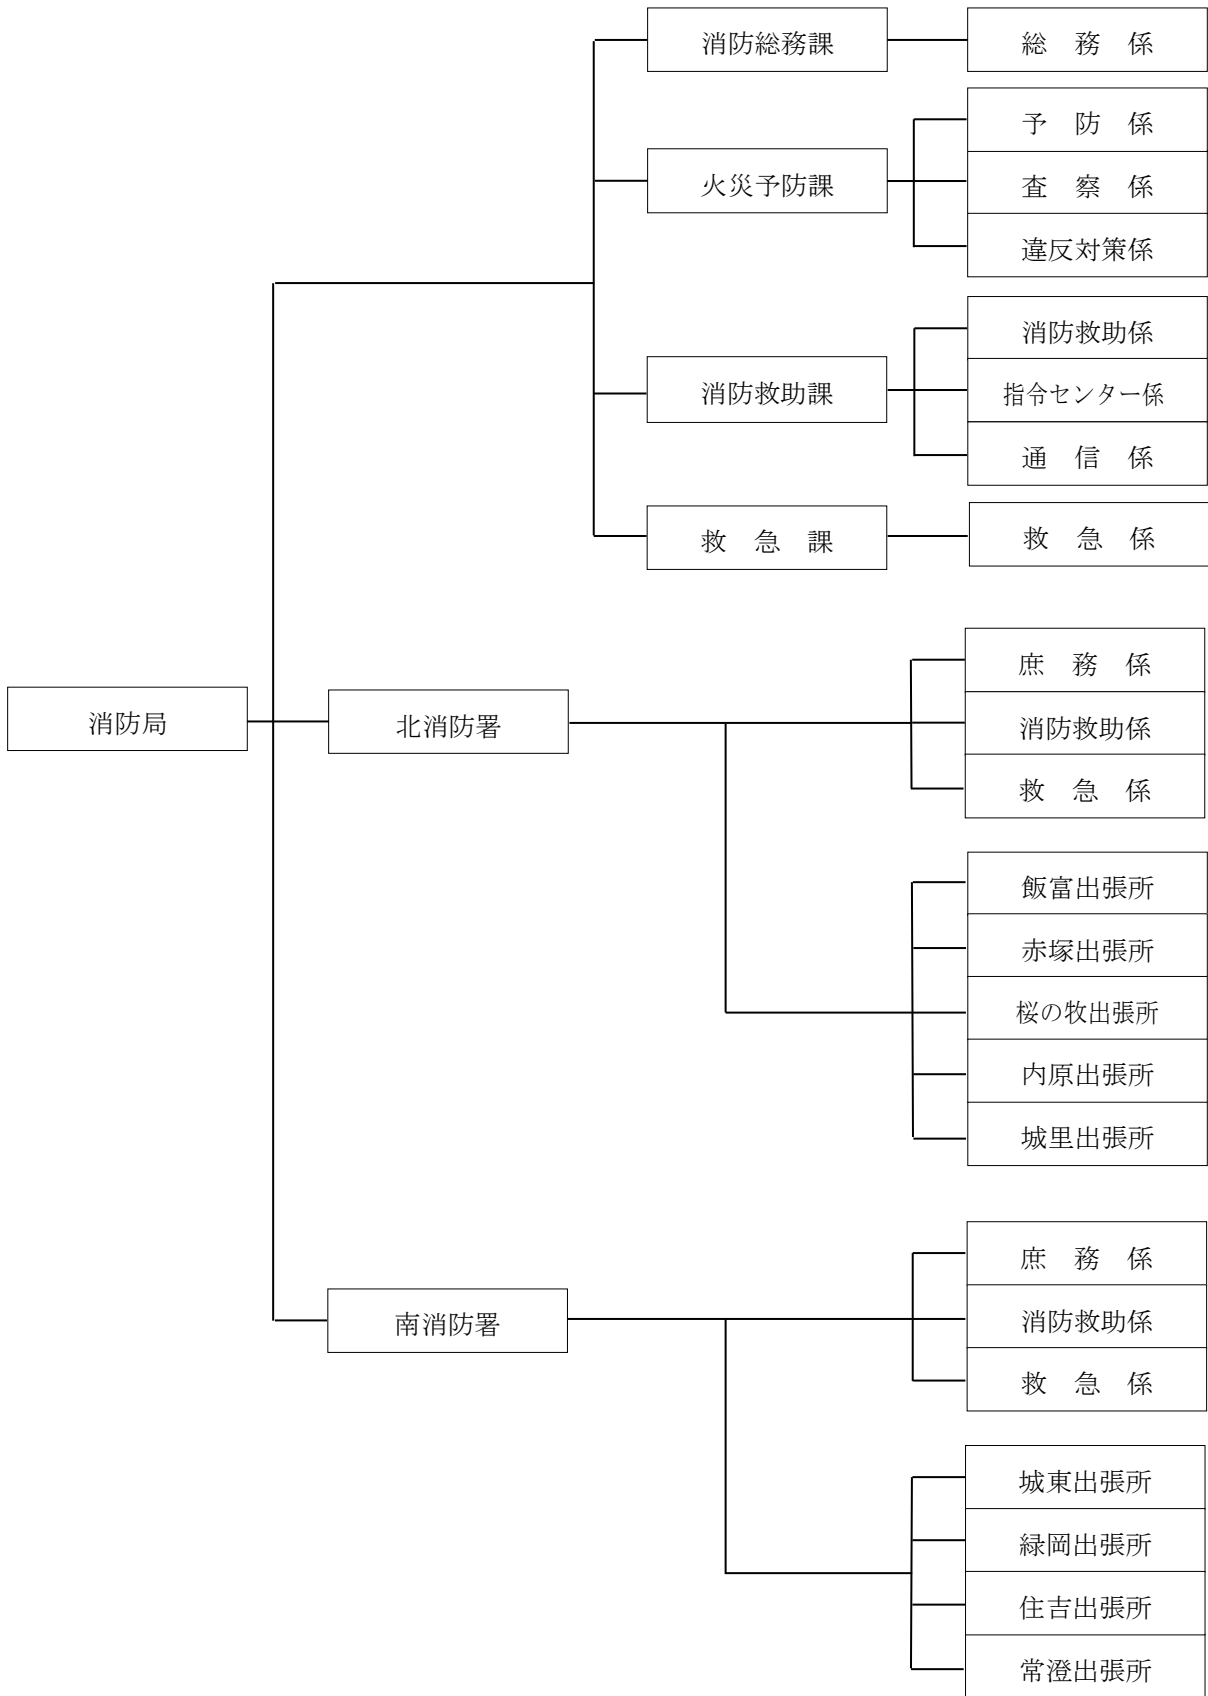 消防総務課
総　務　係
予　防　係
火災予防課
査　察　係
違反対策係
消防救助係
消防救助課
指令センター係
通　信　係
救　急　課
救　急　係
庶　務　係
消防局
北消防署
消防救助係
救　急　係
飯富出張所
赤塚出張所
桜の牧出張所
内原出張所
城里出張所
庶　務　係
南消防署
消防救助係
救　急　係
城東出張所
緑岡出張所
住吉出張所
常澄出張所